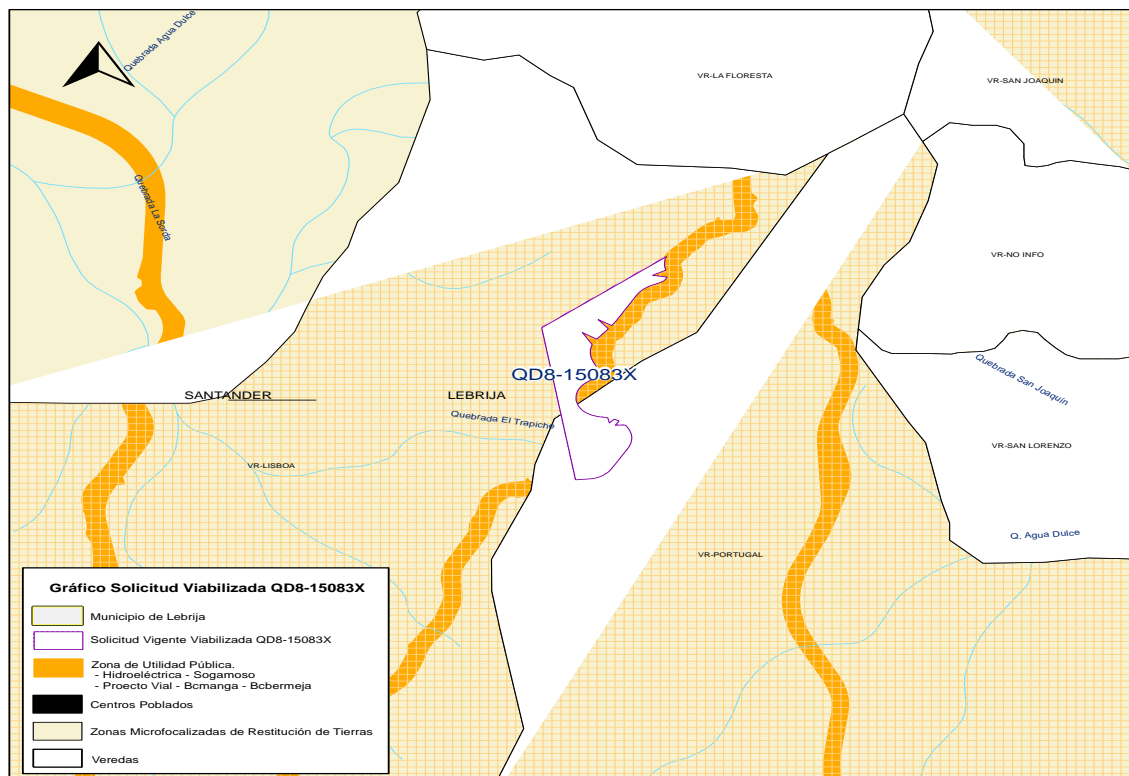 Quebrada Agua Dulce
VR-LA FLORESTA
VR-SAN JOAQUIN
Quebrada La Sorda
VR-NO INFO
QD8-15083X
Quebrada San Joaquín
SANTANDER
LEBRIJA
Quebrada El Trapiche
VR-SAN LORENZO
VR-LISBOA
Q. Agua Dulce
VR-PORTUGAL
Gráfico Solicitud Viabilizada QD8-15083X
Municipio de Lebrija
Solicitud Vigente Viabilizada QD8-15083X
Zona de Utilidad Pública.
- Hidroeléctrica - Sogamoso
- Proecto Vial - Bcmanga - Bcbermeja
Centros Poblados
Zonas Microfocalizadas de Restitución de Tierras
Veredas